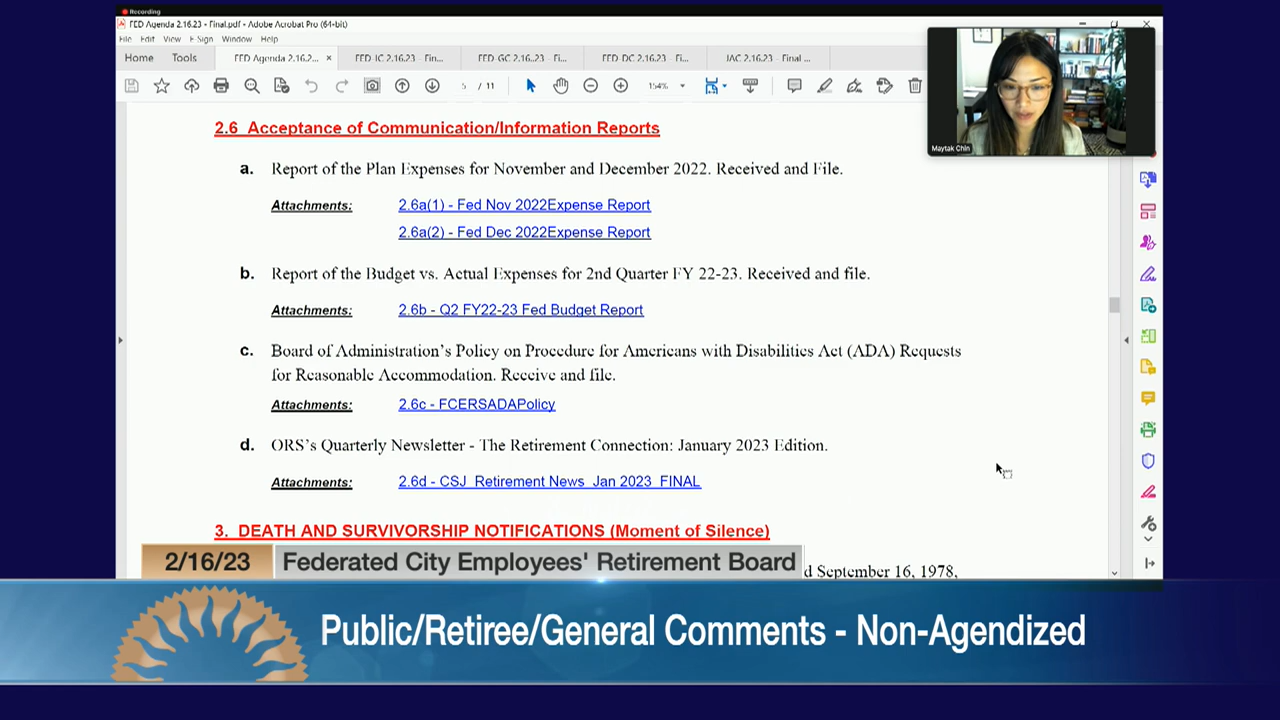 Recording
FED Agenda 2.16.23 - Final.pdf - Adobe Acrobat Pro (64-bit)
File Edit View E-Sign Window Help
Home Tools FED Agenda 2.16.2... × FED-IC 2.16.23 - Fin... FED-GC 2.16.23 - Fi... FED-DC 2.16.23 - Fi... JAC 2.16.23 - Final ...
5 / 11 154%
Maytak Chin
2.6 Acceptance of Communication/Information Reports
a. Report of the Plan Expenses for November and December 2022. Received and File.
Attachments: 2.6a(1) - Fed Nov 2022Expense Report
2.6a(2) - Fed Dec 2022Expense Report
b. Report of the Budget vs. Actual Expenses for 2nd Quarter FY 22-23. Received and file.
Attachments: 2.6b - Q2 FY22-23 Fed Budget Report
c. Board of Administration's Policy on Procedure for Americans with Disabilities Act (ADA) Requests
for Reasonable Accommodation. Receive and file.
Attachments: 2.6c - FCERSADAPolicy
d. ORS's Quarterly Newsletter - The Retirement Connection: January 2023 Edition.
Attachments: 2.6d - CSJ_Retirement News_Jan 2023_FINAL
3. DEATH AND SURVIVORSHIP NOTIFICATIONS (Moment of Silence)
d September 16, 1978,
2/16/23 Federated City Employees' Retirement Board
Public/Retiree/General Comments - Non-Agendized